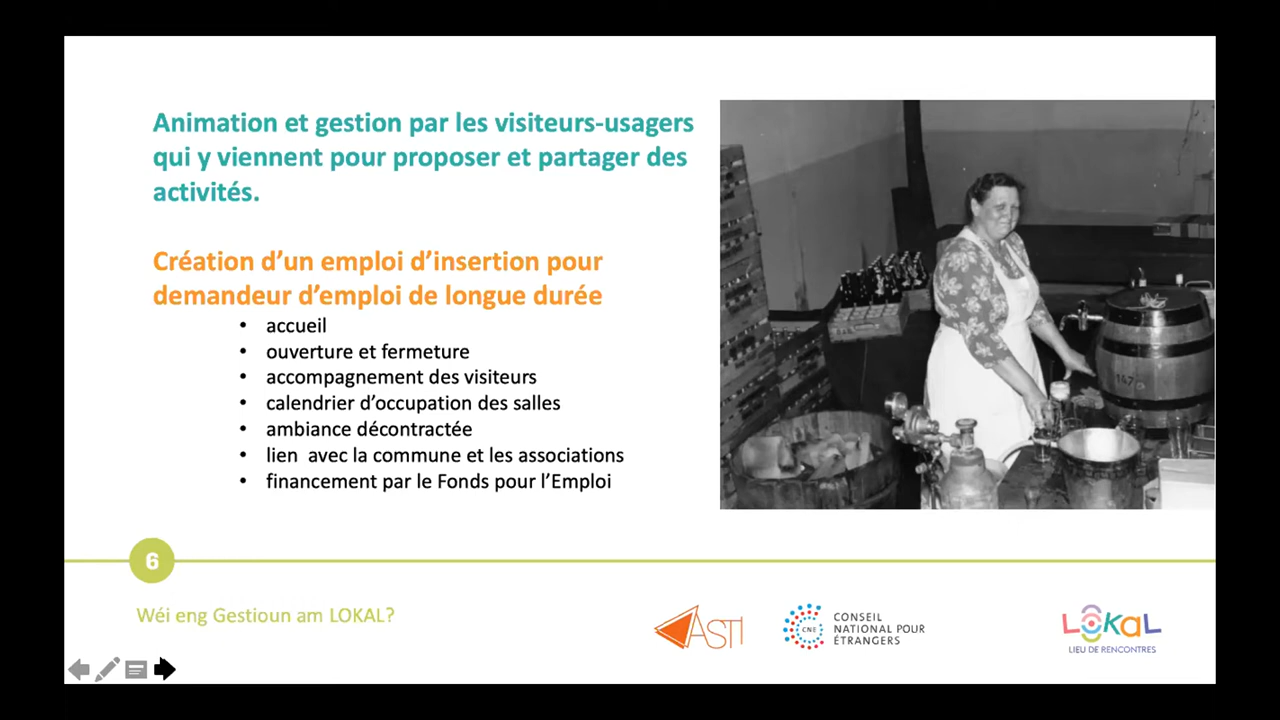 Animation et gestion par les visiteurs-usagers
qui y viennent pour proposer et partager des
activités.
Création d’un emploi d’insertion pour
demandeur d’emploi de longue durée
• accueil
• ouverture et fermeture
• accompagnement des visiteurs
• calendrier d’occupation des salles
• ambiance décontractée
• lien  avec la commune et les associations
• financement par le Fonds pour l’Emploi
147
6
Wéi eng Gestioun am LOKAL?
ASTI
CNE
CONSEIL
NATIONAL POUR
ÉTRANGERS
LOKaL
LIEU DE RENCONTRES